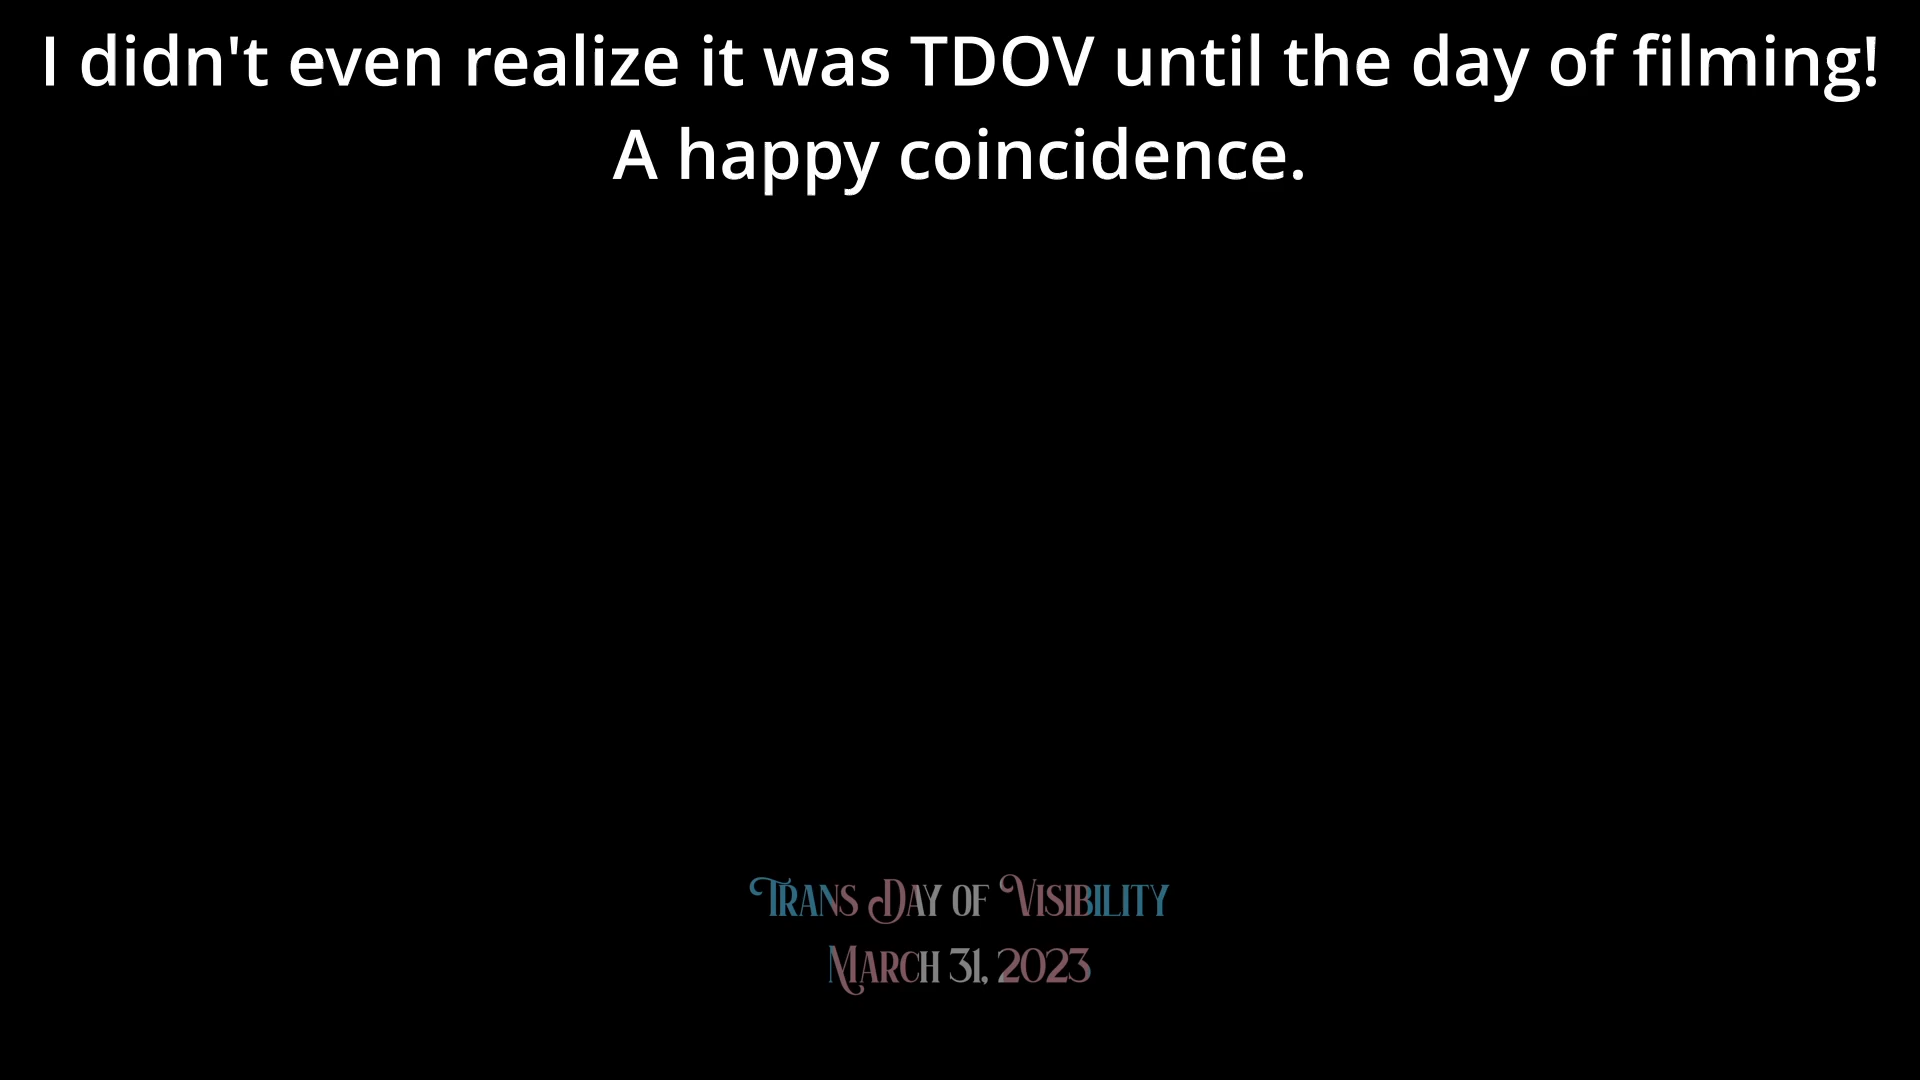 I didn't even realize it was TDOV until the day of filming!
A happy coincidence.
Trans Day of Visibility
March 31, 2023